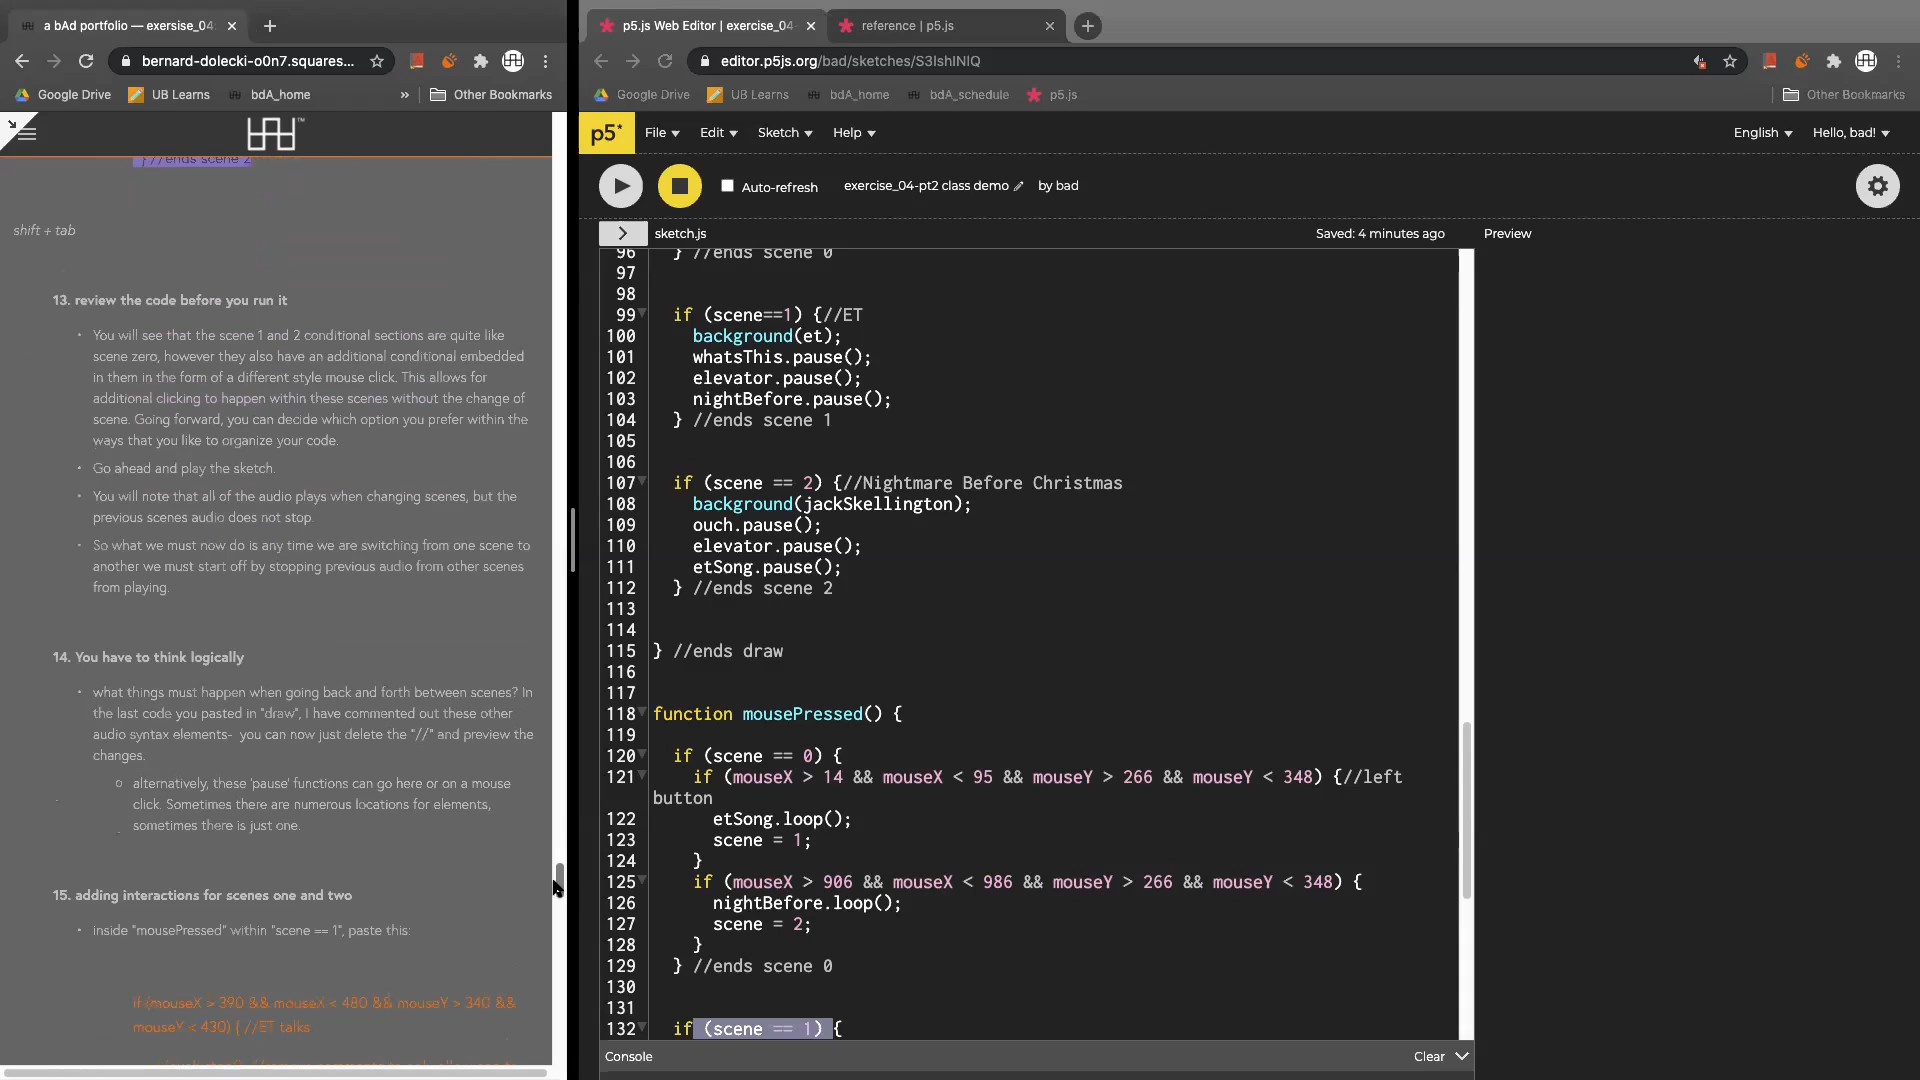 a bAd portfolio — exersise_04
bernard-dolecki-o0n7.squares...
Google Drive
UB Learns
bdA_home
»
Other Bookmarks
} //ends scene 2
shift + tab
13. review the code before you run it
You will see that the scene 1 and 2 conditional sections are quite like
scene zero, however they also have an additional conditional embedded
in them in the form of a different style mouse click. This allows for
additional clicking to happen within these scenes without the change of
scene. Going forward, you can decide which option you prefer within the
ways that you like to organize your code.
Go ahead and play the sketch.
You will note that all of the audio plays when changing scenes, but the
previous scenes audio does not stop.
So what we must now do is any time we are switching from one scene to
another we must start off by stopping previous audio from other scenes
from playing.
14. You have to think logically
what things must happen when going back and forth between scenes? In
the last code you pasted in "draw", I have commented out these other
audio syntax elements- you can now just delete the "//" and preview the
changes.
alternatively, these 'pause' functions can go here or on a mouse
click. Sometimes there are numerous locations for elements,
sometimes there is just one.
15. adding interactions for scenes one and two
inside "mousePressed" within "scene == 1", paste this:
if (mouseX > 390 && mouseX < 480 && mouseY > 340 &&
mouseY < 430) { //ET talks
p5.js Web Editor | exercise_04-
reference | p5.js
editor.p5js.org/bad/sketches/S3IshINIQ
Google Drive
UB Learns
bdA_home
bdA_schedule
p5.js
Other Bookmarks
p5*
File
Edit
Sketch
Help
English
Hello, bad!
Auto-refresh
exercise_04-pt2 class demo
by bad
sketch.js
Saved: 4 minutes ago
Preview
96 } //ends scene 0
97
98
99 if (scene==1) {//ET
100 background(et);
101 whatsThis.pause();
102 elevator.pause();
103 nightBefore.pause();
104 } //ends scene 1
105
106
107 if (scene == 2) {//Nightmare Before Christmas
108 background(jackSkellington);
109 ouch.pause();
110 elevator.pause();
111 etSong.pause();
112 } //ends scene 2
113
114
115 } //ends draw
116
117
118 function mousePressed() {
119
120 if (scene == 0) {
121 if (mouseX > 14 && mouseX < 95 && mouseY > 266 && mouseY < 348) {//left
button
122 etSong.loop();
123 scene = 1;
124 }
125 if (mouseX > 906 && mouseX < 986 && mouseY > 266 && mouseY < 348) {
126 nightBefore.loop();
127 scene = 2;
128 }
129 } //ends scene 0
130
131
132 if (scene == 1) {
Console
Clear